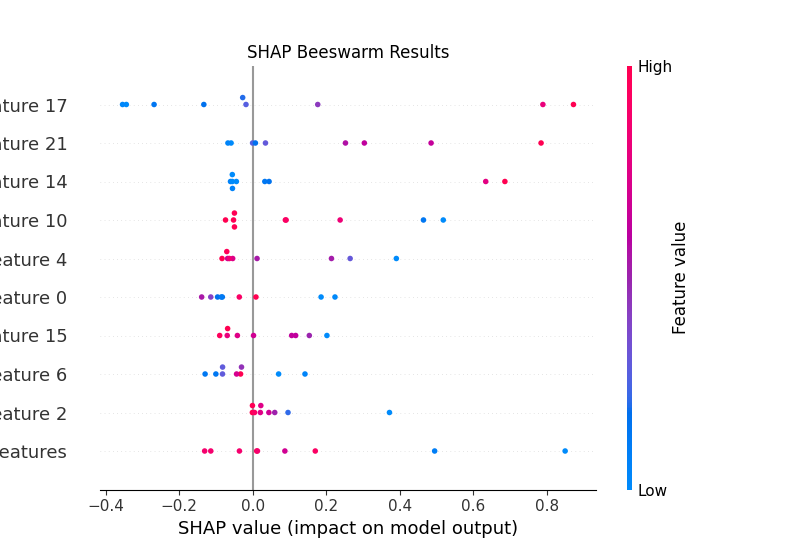 SHAP Beeswarm Results
High
ature 17
ature 21
ature 14
ature 10
eature 4
eature 0
ature 15
eature 6
eature 2
eatures
Feature value
Low
−0.4 −0.2 0.0 0.2 0.4 0.6 0.8
SHAP value (impact on model output)